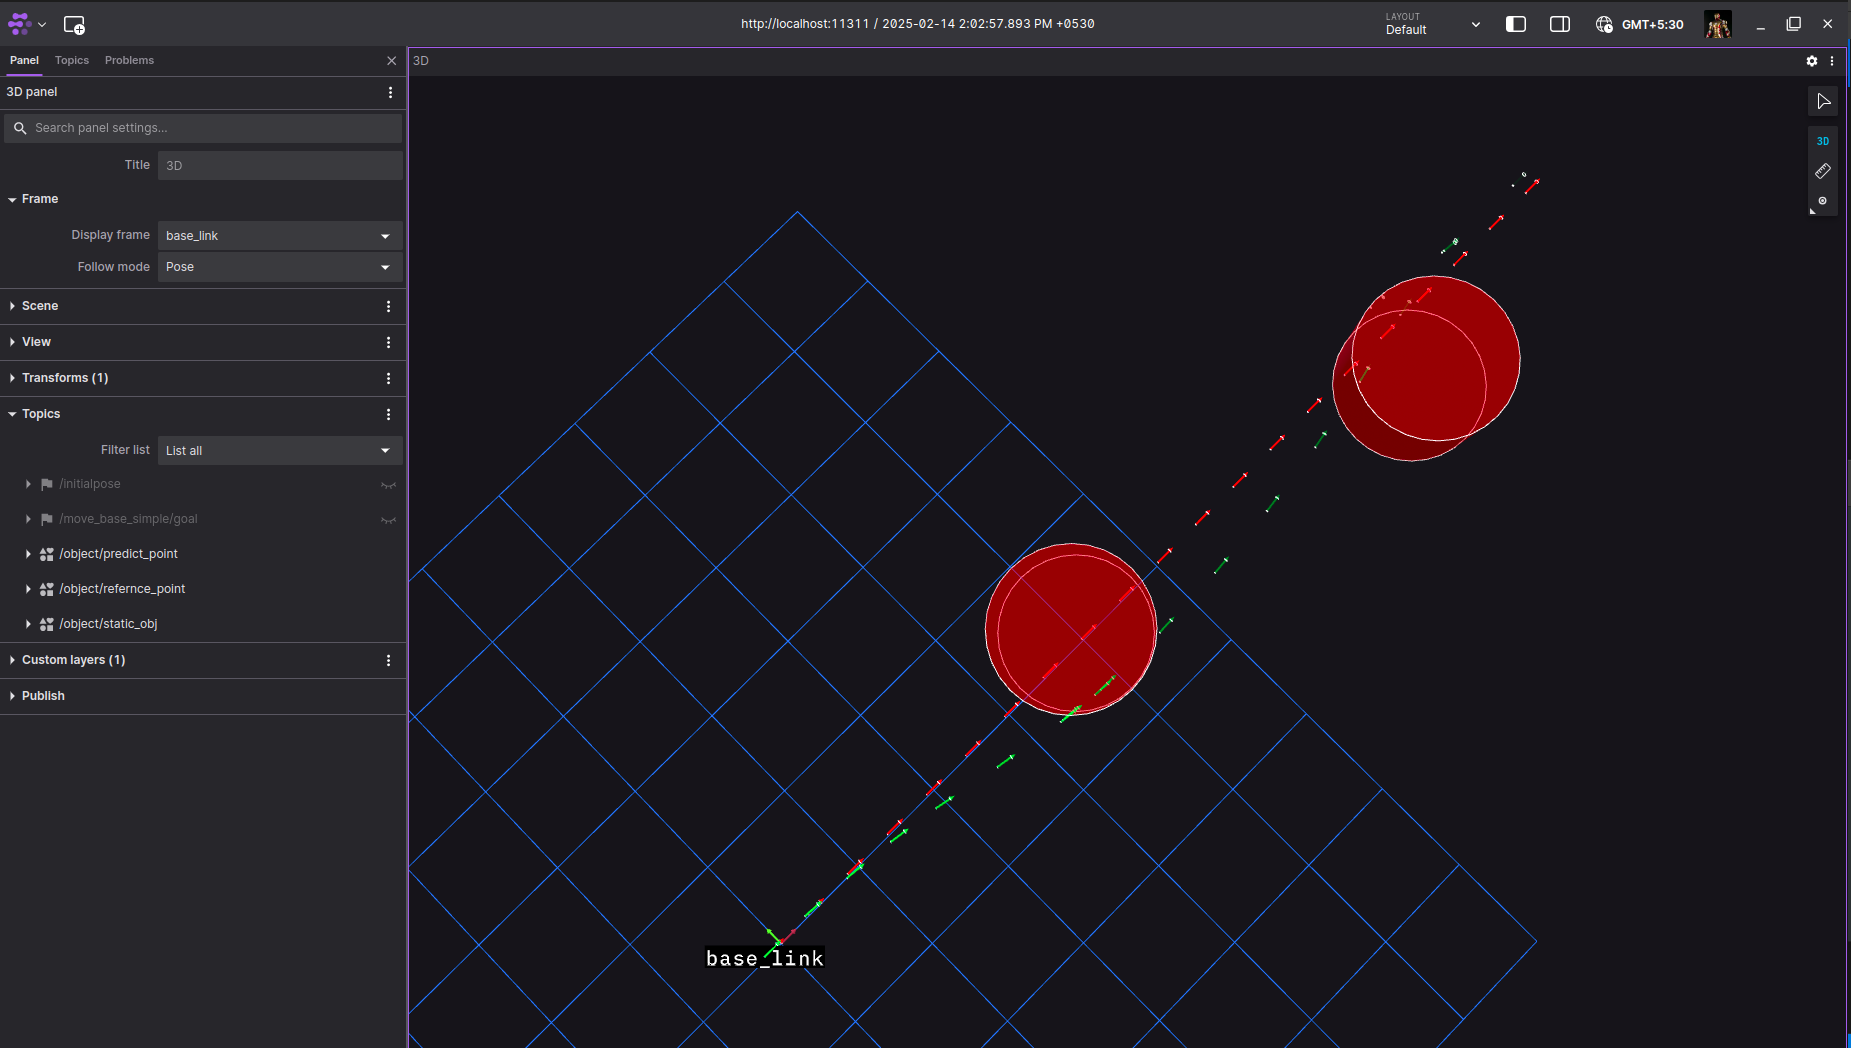 http://localhost:11311 / 2025-02-14 2:02:57.893 PM +0530
LAYOUT
Default
GMT+5:30
Panel
Topics
Problems
3D panel
Search panel settings...
Title
3D
Frame
Display frame
base_link
Follow mode
Pose
Scene
View
Transforms (1)
Topics
Filter list
List all
/initialpose
/move_base_simple/goal
/object/predict_point
/object/refernce_point
/object/static_obj
Custom layers (1)
Publish
3D
3D
base_link